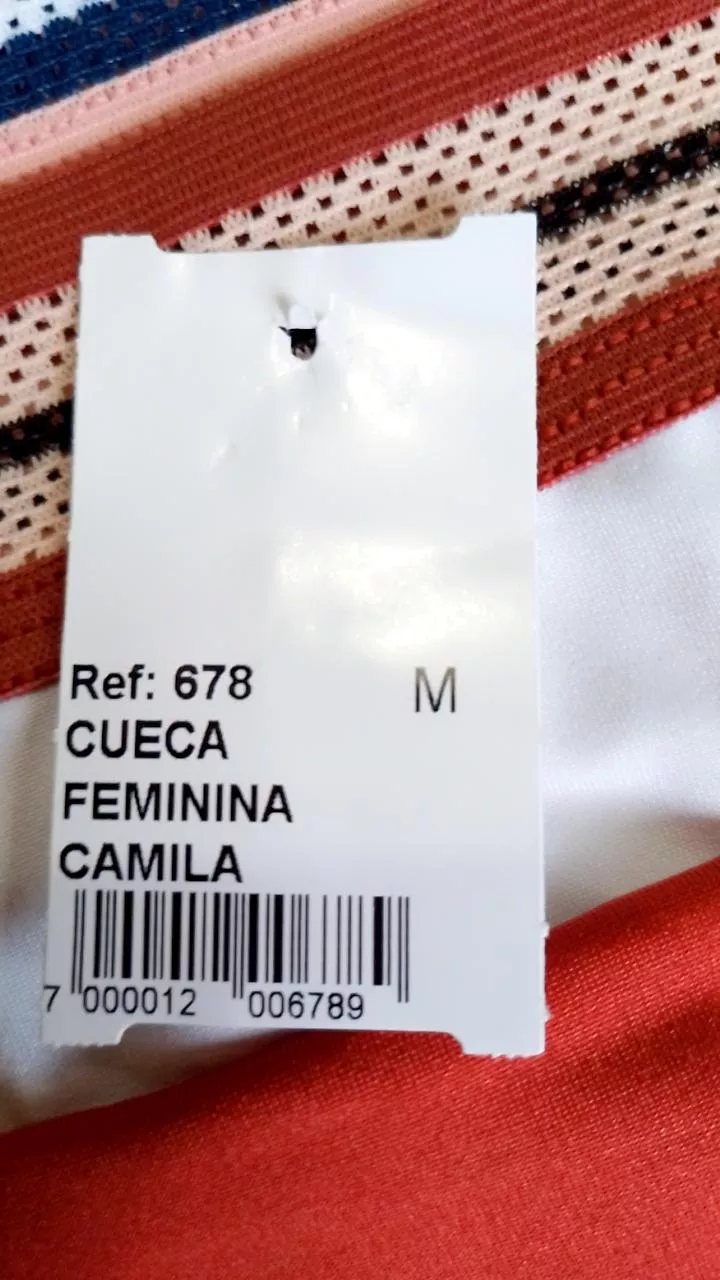 Ref: 678 M
CUECA
FEMININA
CAMILA
7 000012 006789